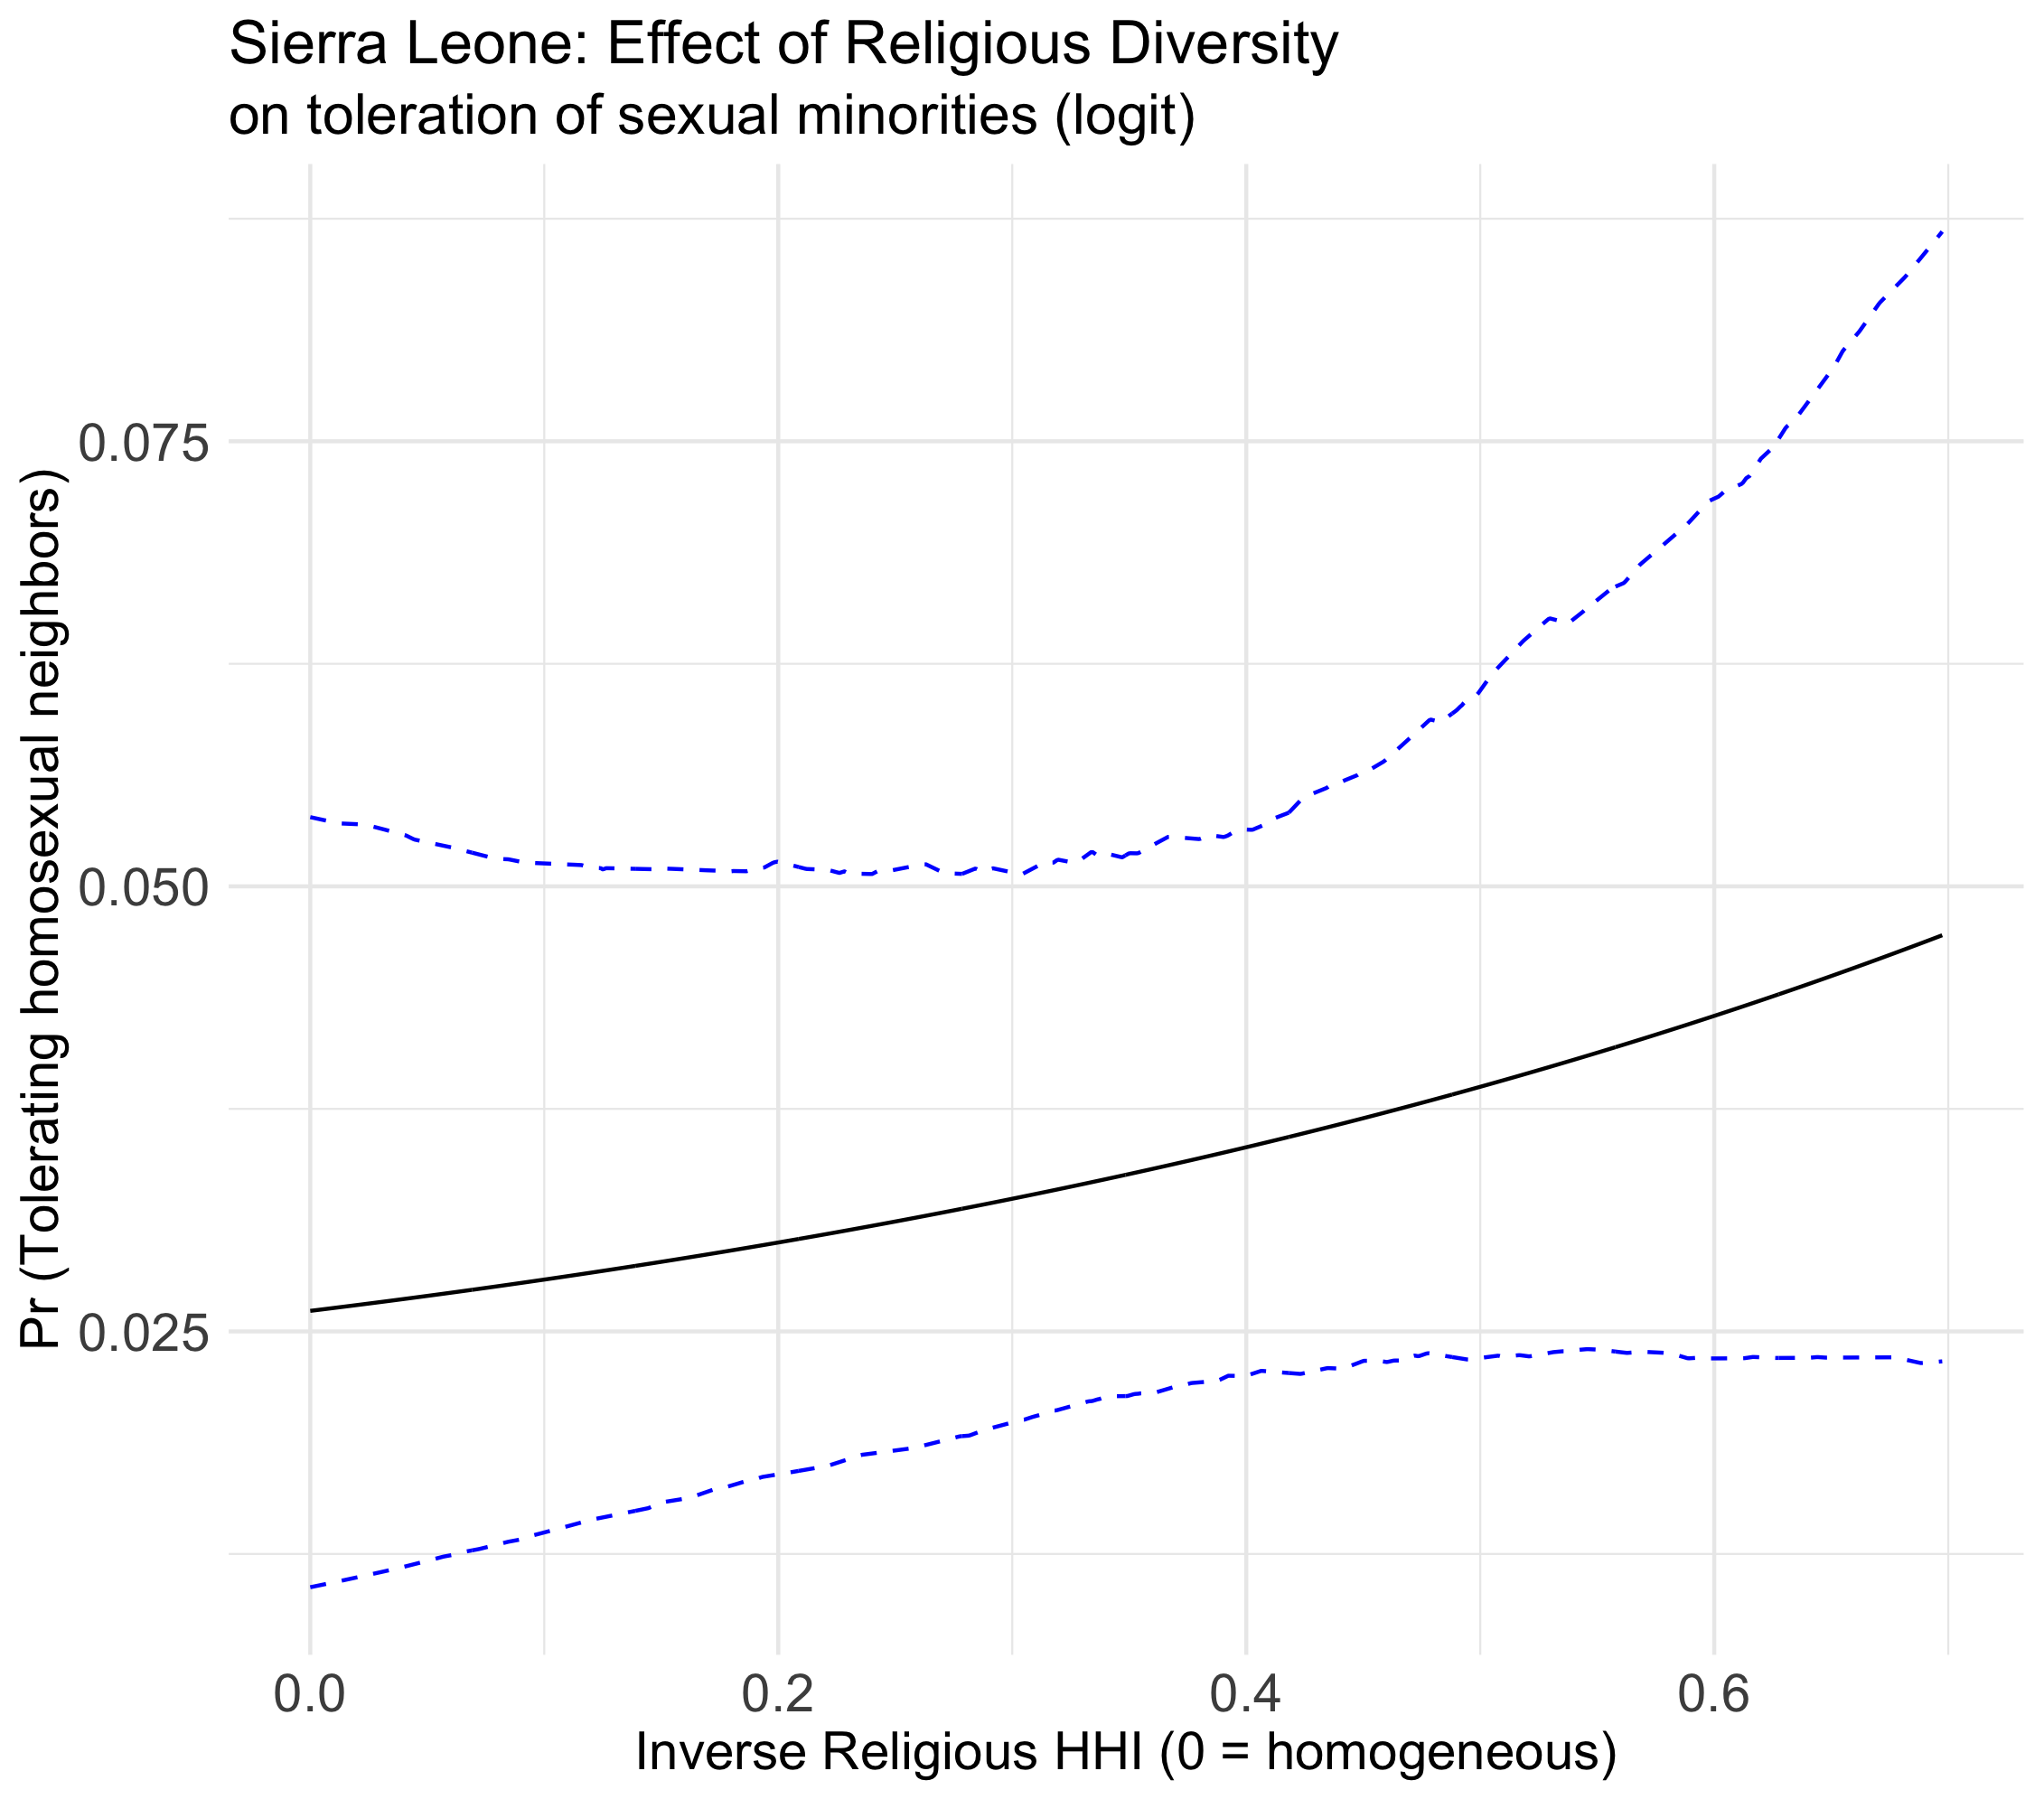 Sierra Leone: Effect of Religious Diversity
on toleration of sexual minorities (logit)
Pr (Tolerating homosexual neighbors)
0.075
0.050
0.025
0.0 0.2 0.4 0.6
Inverse Religious HHI (0 = homogeneous)